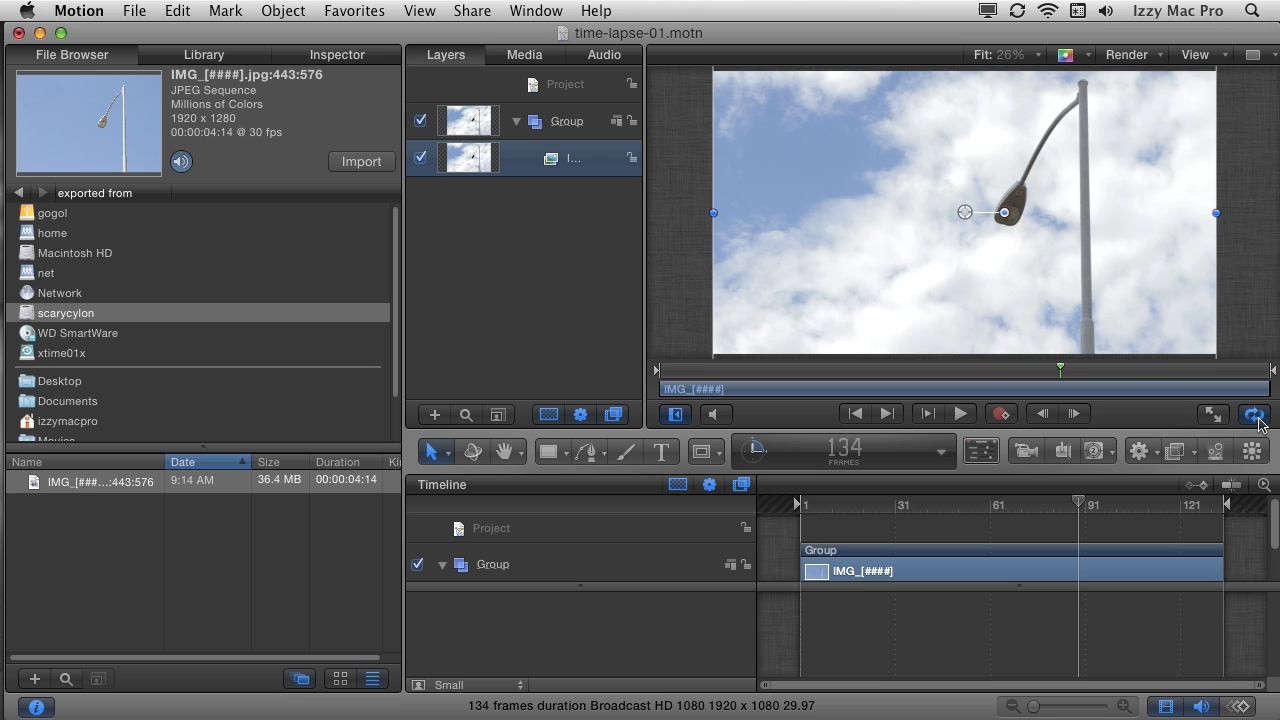 Motion File Edit Mark Object Favorites View Share Window Help Izzy Mac Pro
time-lapse-01.motn
File Browser Library Inspector
IMG_[####].jpg:443:576
JPEG Sequence
Millions of Colors
1920 x 1280
00:00:04:14 @ 30 fps
Import
exported from
gogol
home
Macintosh HD
net
Network
scarycylon
WD SmartWare
xtime01x
Desktop
Documents
izzymacpro
Movies
Name Date Size Duration Ki
IMG_[###...:443:576 9:14 AM 36.4 MB 00:00:04:14
Layers Media Audio
Project
Group
I...
Fit: 26% Render View
IMG_[####]
T
134
FRAMES
2
Timeline
1 31 61 91 121
Project
Group
Group
IMG_[####]
Small
134 frames duration Broadcast HD 1080 1920 x 1080 29.97